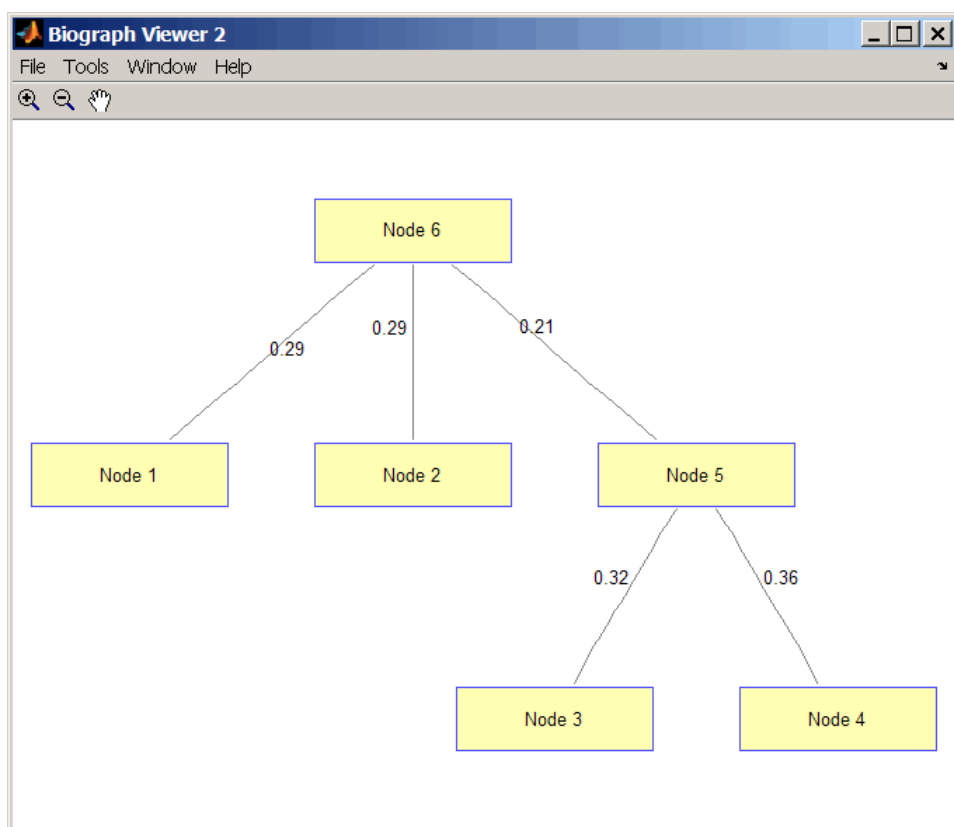 Biograph Viewer 2
File Tools Window Help
Node 6
0.29 0.29 0.21
Node 1 Node 2 Node 5
0.32 0.36
Node 3 Node 4